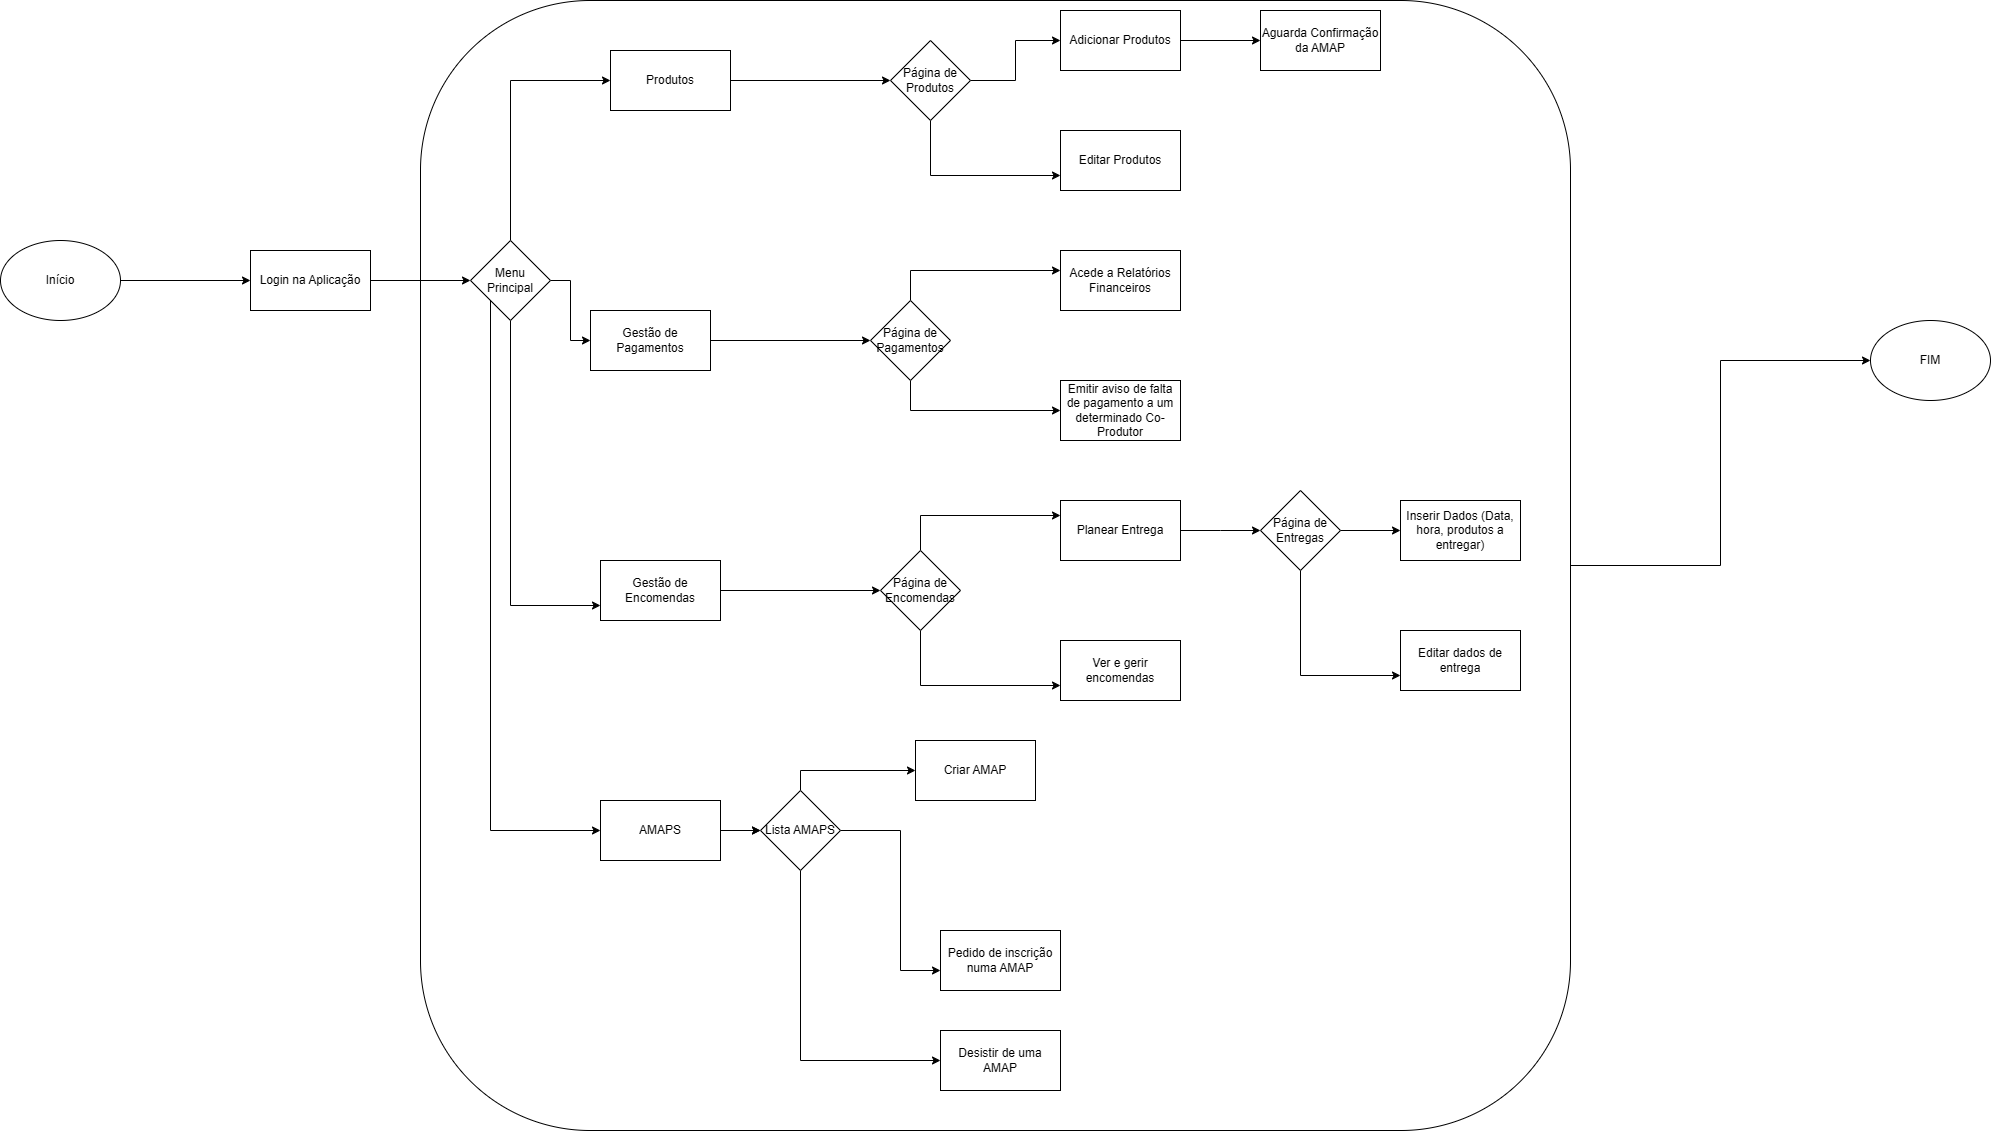 Início
Login na Aplicação
Menu
Principal
Produtos
Página de
Produtos
Adicionar Produtos
Aguarda Confirmação
da AMAP
Editar Produtos
Gestão de
Pagamentos
Página de
Pagamentos
Acede a Relatórios
Financeiros
Emitir aviso de falta
de pagamento a um
determinado Co-
Produtor
Gestão de
Encomendas
Página de
Encomendas
Planear Entrega
Página de
Entregas
Inserir Dados (Data,
hora, produtos a
entregar)
Editar dados de
entrega
Ver e gerir
encomendas
AMAPS
Lista AMAPS
Criar AMAP
Pedido de inscrição
numa AMAP
Desistir de uma
AMAP
FIM